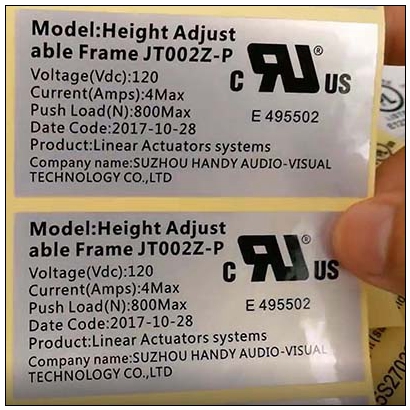 Model:Height Adjust
able Frame JT002Z-P
Voltage(Vdc):120
Current(Amps):4Max
Push Load(N):800Max
Date Code:2017-10-28
Product:Linear Actuators systems
Company name:SUZHOU HANDY AUDIO-VISUAL
TECHNOLOGY CO.,LTD
C RU® US
E 495502
Model:Height Adjust
able Frame JT002Z-P
Voltage(Vdc):120
Current(Amps):4Max
Push Load(N):800Max
Date Code:2017-10-28
Product:Linear Actuators systems
Company name:SUZHOU HANDY AUDIO-VISUAL
TECHNOLOGY CO.,LTD
C RU® US
E 495502